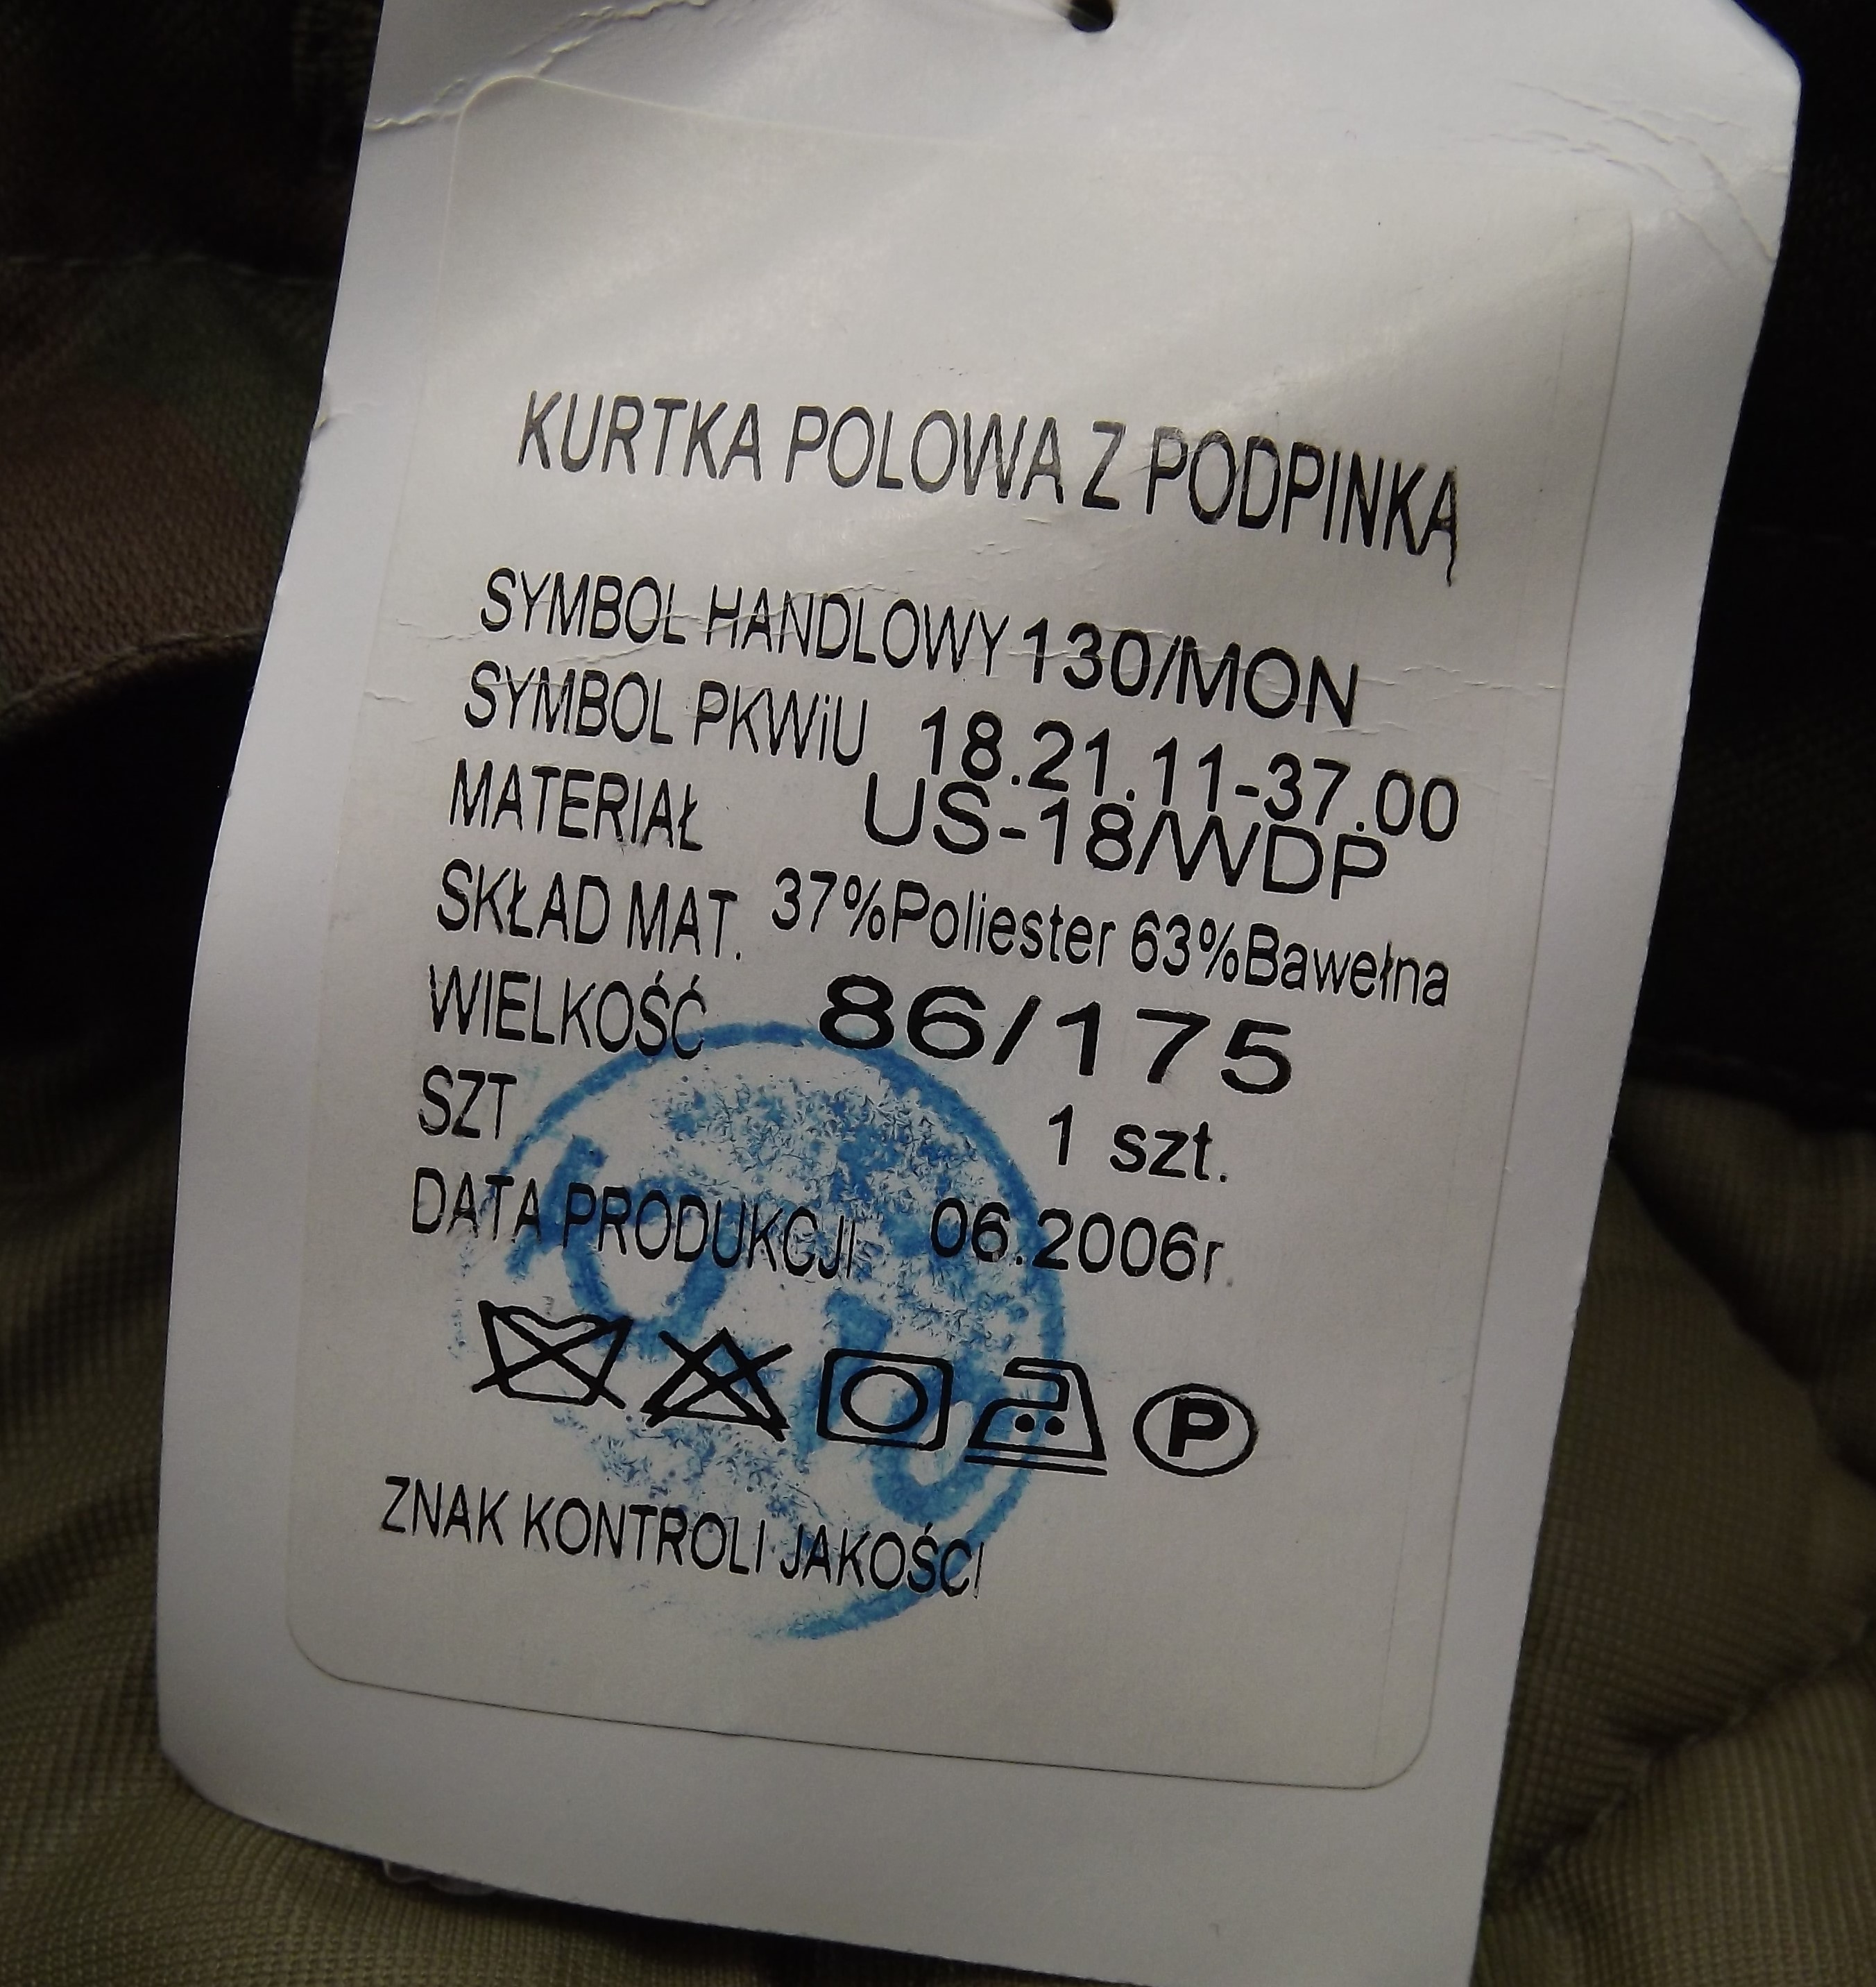 KURTKA POLOWA Z PODPINKĄ
SYMBOL HANDLOWY 130/MON
SYMBOL PKWiU 18.21.11-37.00
MATERIAŁ US-18/WDP
SKŁAD MAT. 37%Poliester 63%Bawełna
WIELKOŚĆ 86/175
SZT 1 szt.
DATA PRODUKCJI 06.2006r.
P
ZNAK KONTROLI JAKOŚCI